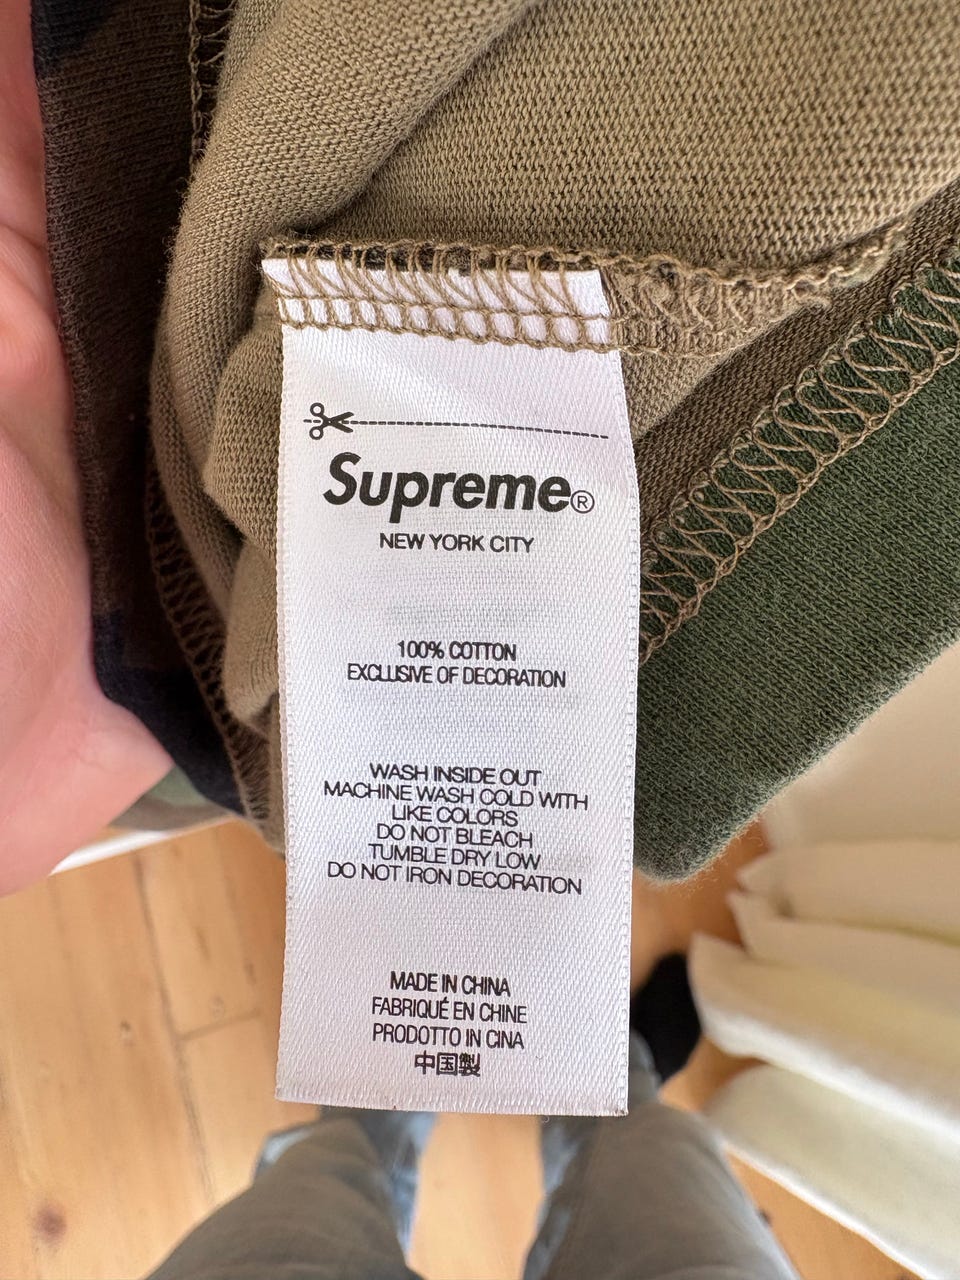 Supreme®
NEW YORK CITY
100% COTTON
EXCLUSIVE OF DECORATION
WASH INSIDE OUT
MACHINE WASH COLD WITH
LIKE COLORS
DO NOT BLEACH
TUMBLE DRY LOW
DO NOT IRON DECORATION
MADE IN CHINA
FABRIQUÉ EN CHINE
PRODOTTO IN CINA
中国製